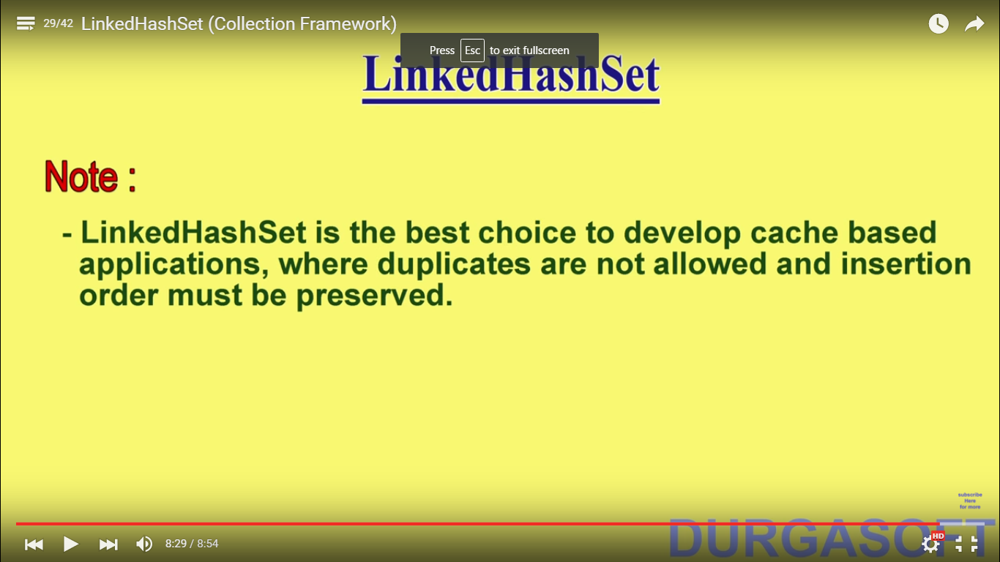 29/42 LinkedHashSet (Collection Framework)
Press Esc to exit fullscreen
LinkedHashSet
Note :
- LinkedHashSet is the best choice to develop cache based
applications, where duplicates are not allowed and insertion
order must be preserved.
subscribe
Here
for more
DURGASOFT
8:29 / 8:54
HD